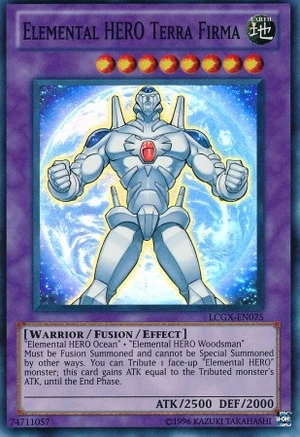 ELEMENTAL HERO TERRA FIRMA
EARTH
地
LCGX-EN075
[WARRIOR / FUSION / EFFECT]
"Elemental HERO Ocean" + "Elemental HERO Woodsman"
Must be Fusion Summoned and cannot be Special Summoned
by other ways. You can Tribute 1 face-up "Elemental HERO"
monster; this card gains ATK equal to the Tributed monster's
ATK, until the End Phase.
ATK/2500 DEF/2000
74711057
©1996 KAZUKI TAKAHASHI